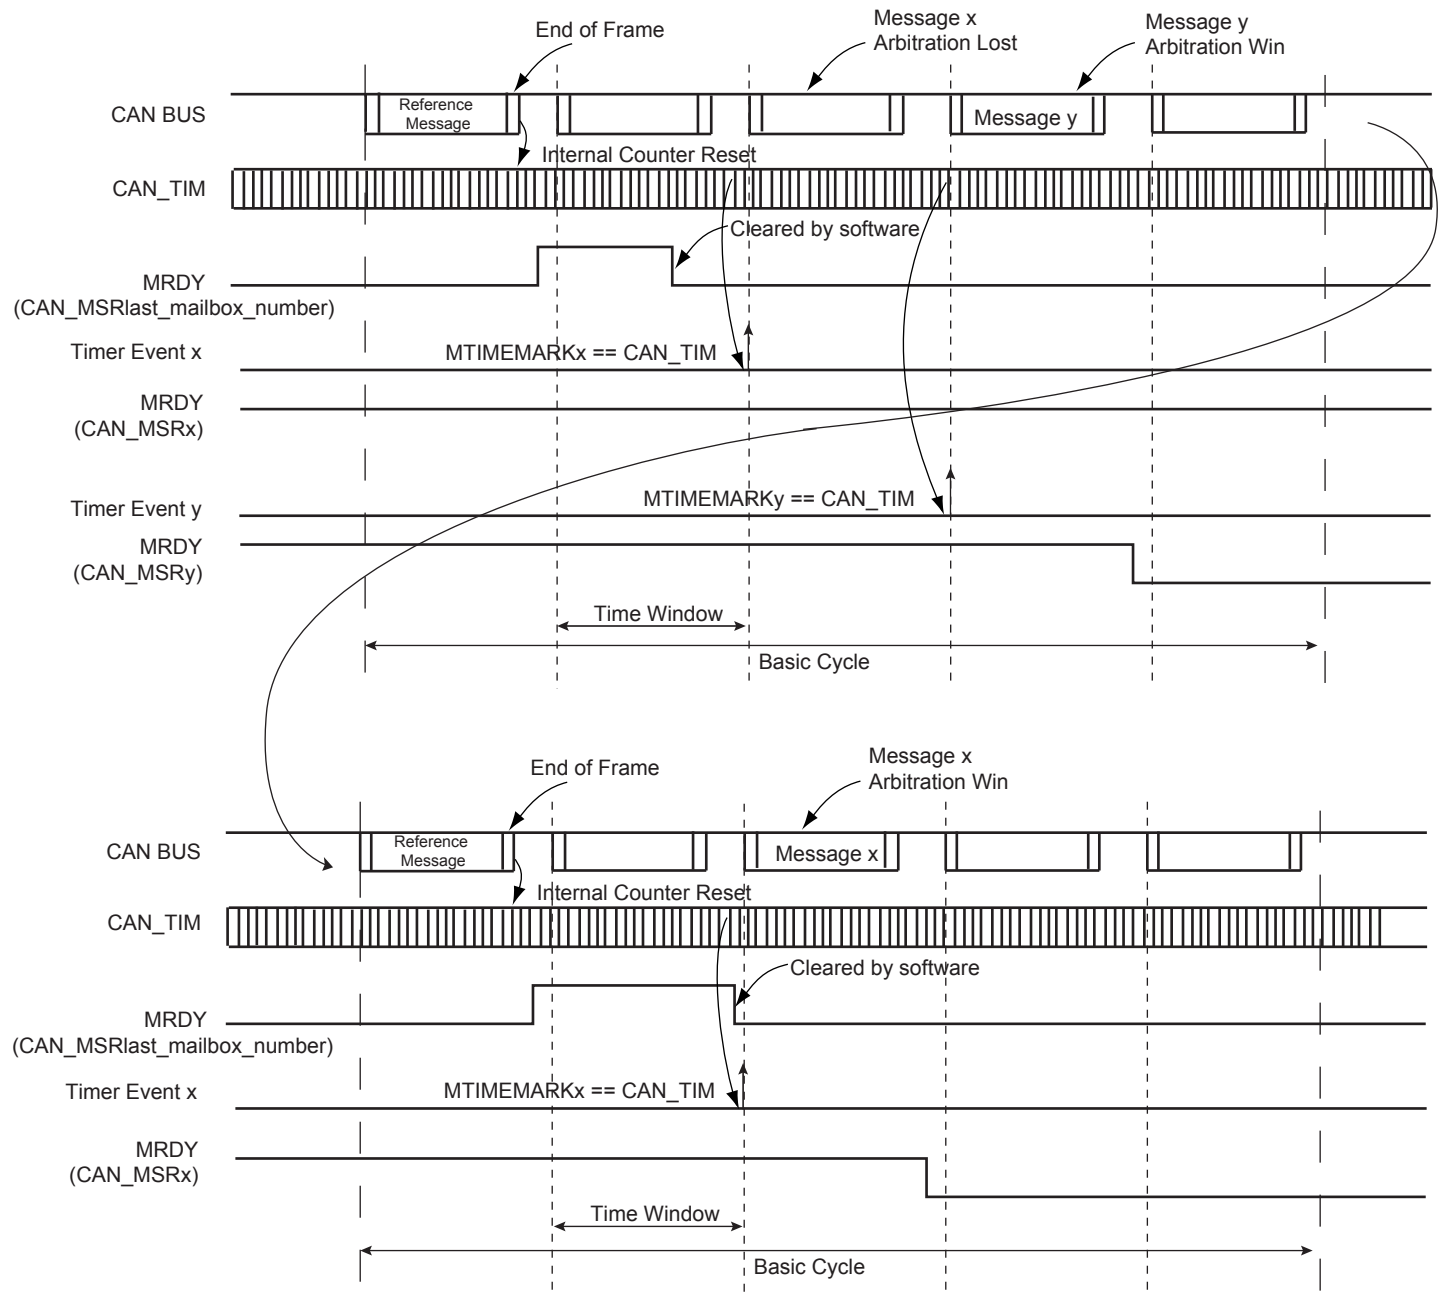 End of Frame
Message x
Arbitration Lost
Message y
Arbitration Win
CAN BUS
Reference
Message
Message y
Internal Counter Reset
CAN_TIM
Cleared by software
MRDY
(CAN_MSRlast_mailbox_number)
Timer Event x
MTIMEMARKx == CAN_TIM
MRDY
(CAN_MSRx)
MTIMEMARKy == CAN_TIM
Timer Event y
MRDY
(CAN_MSRy)
Time Window
Basic Cycle
End of Frame
Message x
Arbitration Win
CAN BUS
Reference
Message
Message x
Internal Counter Reset
CAN_TIM
Cleared by software
MRDY
(CAN_MSRlast_mailbox_number)
Timer Event x
MTIMEMARKx == CAN_TIM
MRDY
(CAN_MSRx)
Time Window
Basic Cycle